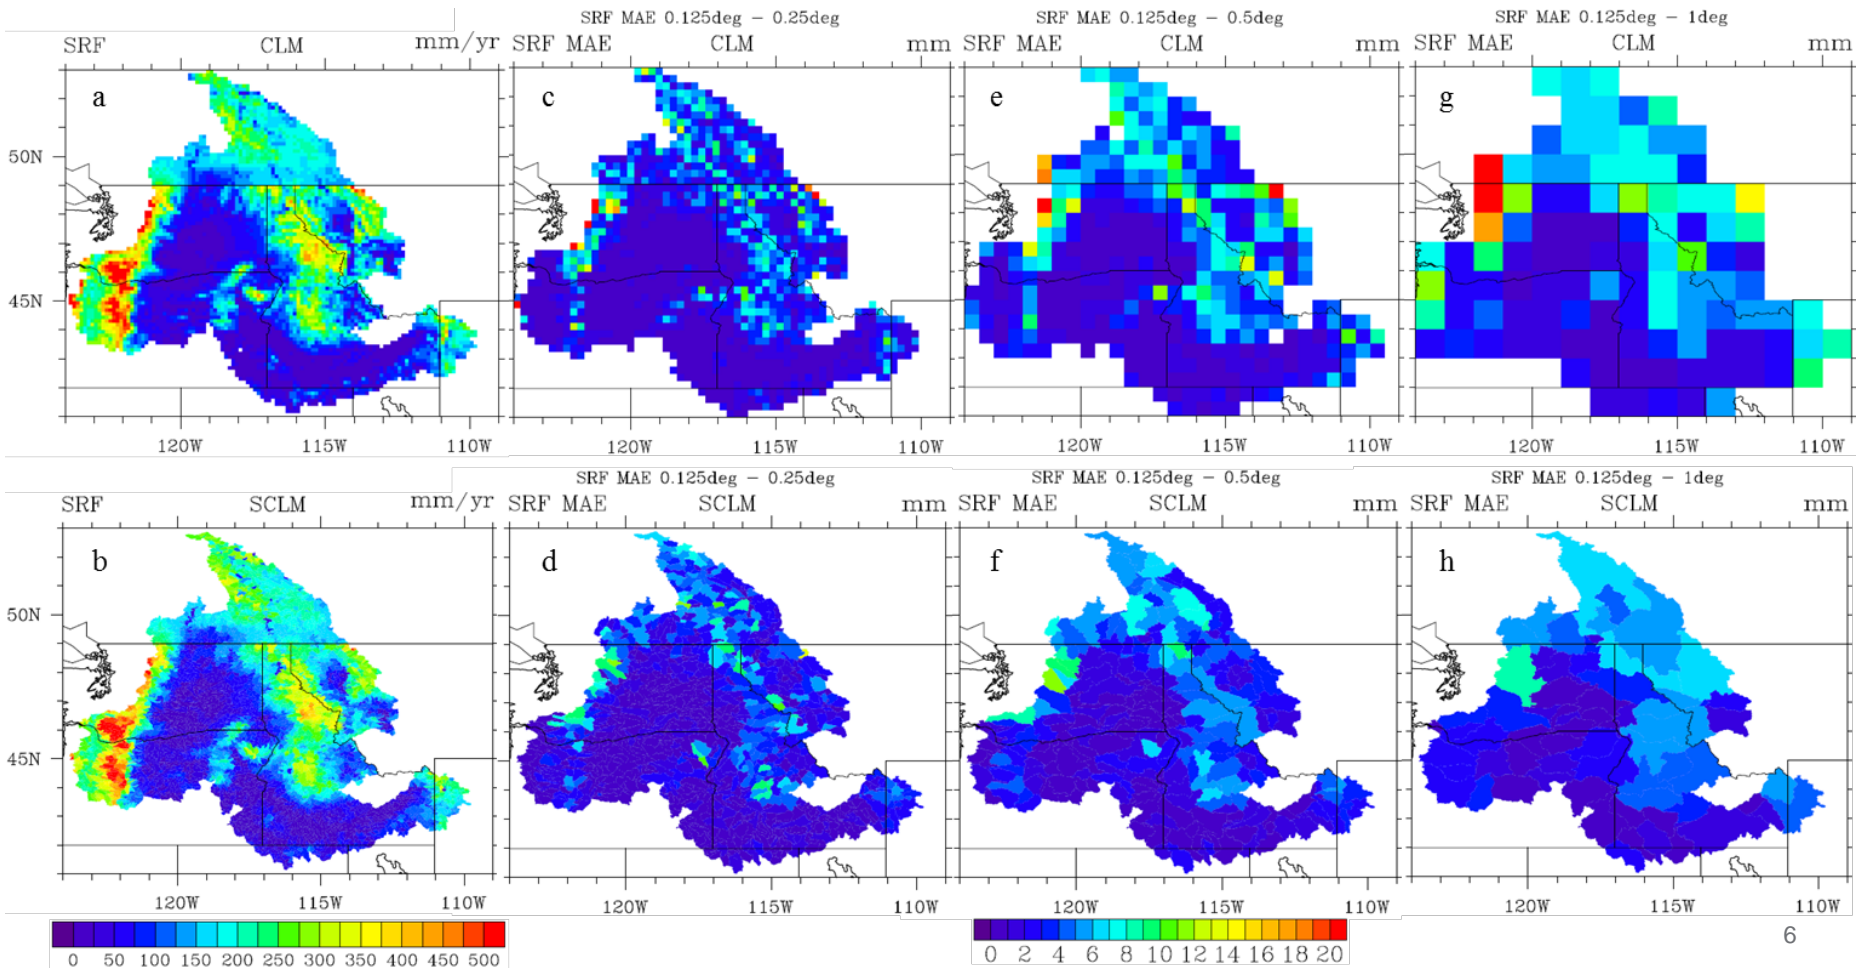 SRF MAE 0.125deg − 0.25deg
SRF MAE 0.125deg − 0.5deg
SRF MAE 0.125deg − 1deg
SRF CLM mm/yr
SRF MAE CLM mm
SRF MAE CLM mm
SRF MAE CLM mm
a
c
e
g
50N
45N
120W 115W 110W
120W 115W 110W
120W 115W 110W
120W 115W 110W
SRF MAE 0.125deg − 0.25deg
SRF MAE 0.125deg − 0.5deg
SRF MAE 0.125deg − 1deg
SRF SCLM mm/yr
SRF MAE SCLM mm
SRF MAE SCLM mm
SRF MAE SCLM mm
b
d
f
h
50N
45N
120W 115W 110W
120W 115W 110W
120W 115W 110W
120W 115W 110W
0 50 100 150 200 250 300 350 400 450 500
0 2 4 6 8 10 12 14 16 18 20
6